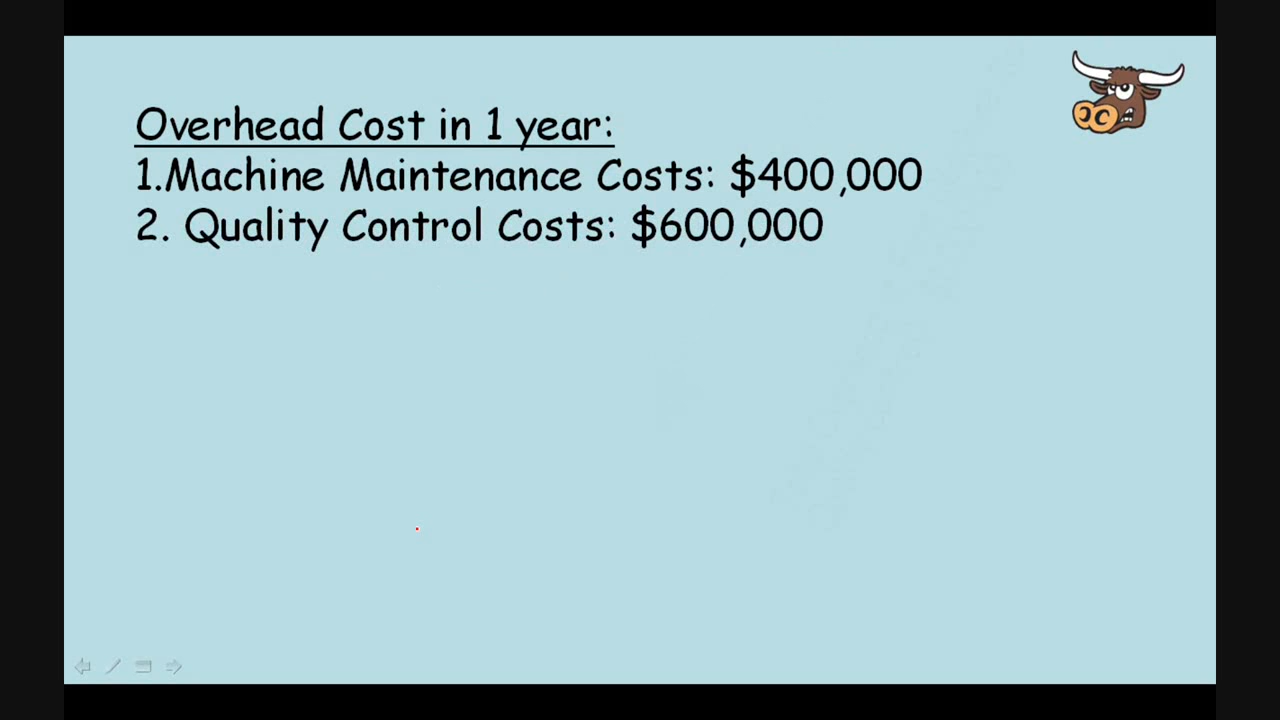 Overhead Cost in 1 year:
1.Machine Maintenance Costs: $400,000
2. Quality Control Costs: $600,000